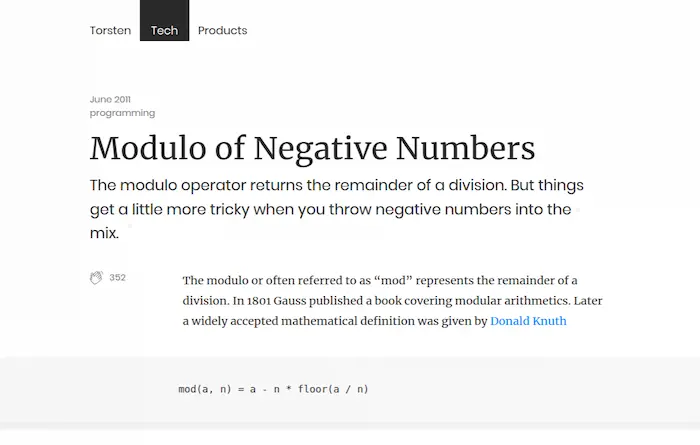 Torsten Tech Products
June 2011
programming
Modulo of Negative Numbers
The modulo operator returns the remainder of a division. But things
get a little more tricky when you throw negative numbers into the
mix.
352
The modulo or often referred to as “mod” represents the remainder of a
division. In 1801 Gauss published a book covering modular arithmetics. Later
a widely accepted mathematical definition was given by Donald Knuth
mod(a, n) = a - n * floor(a / n)